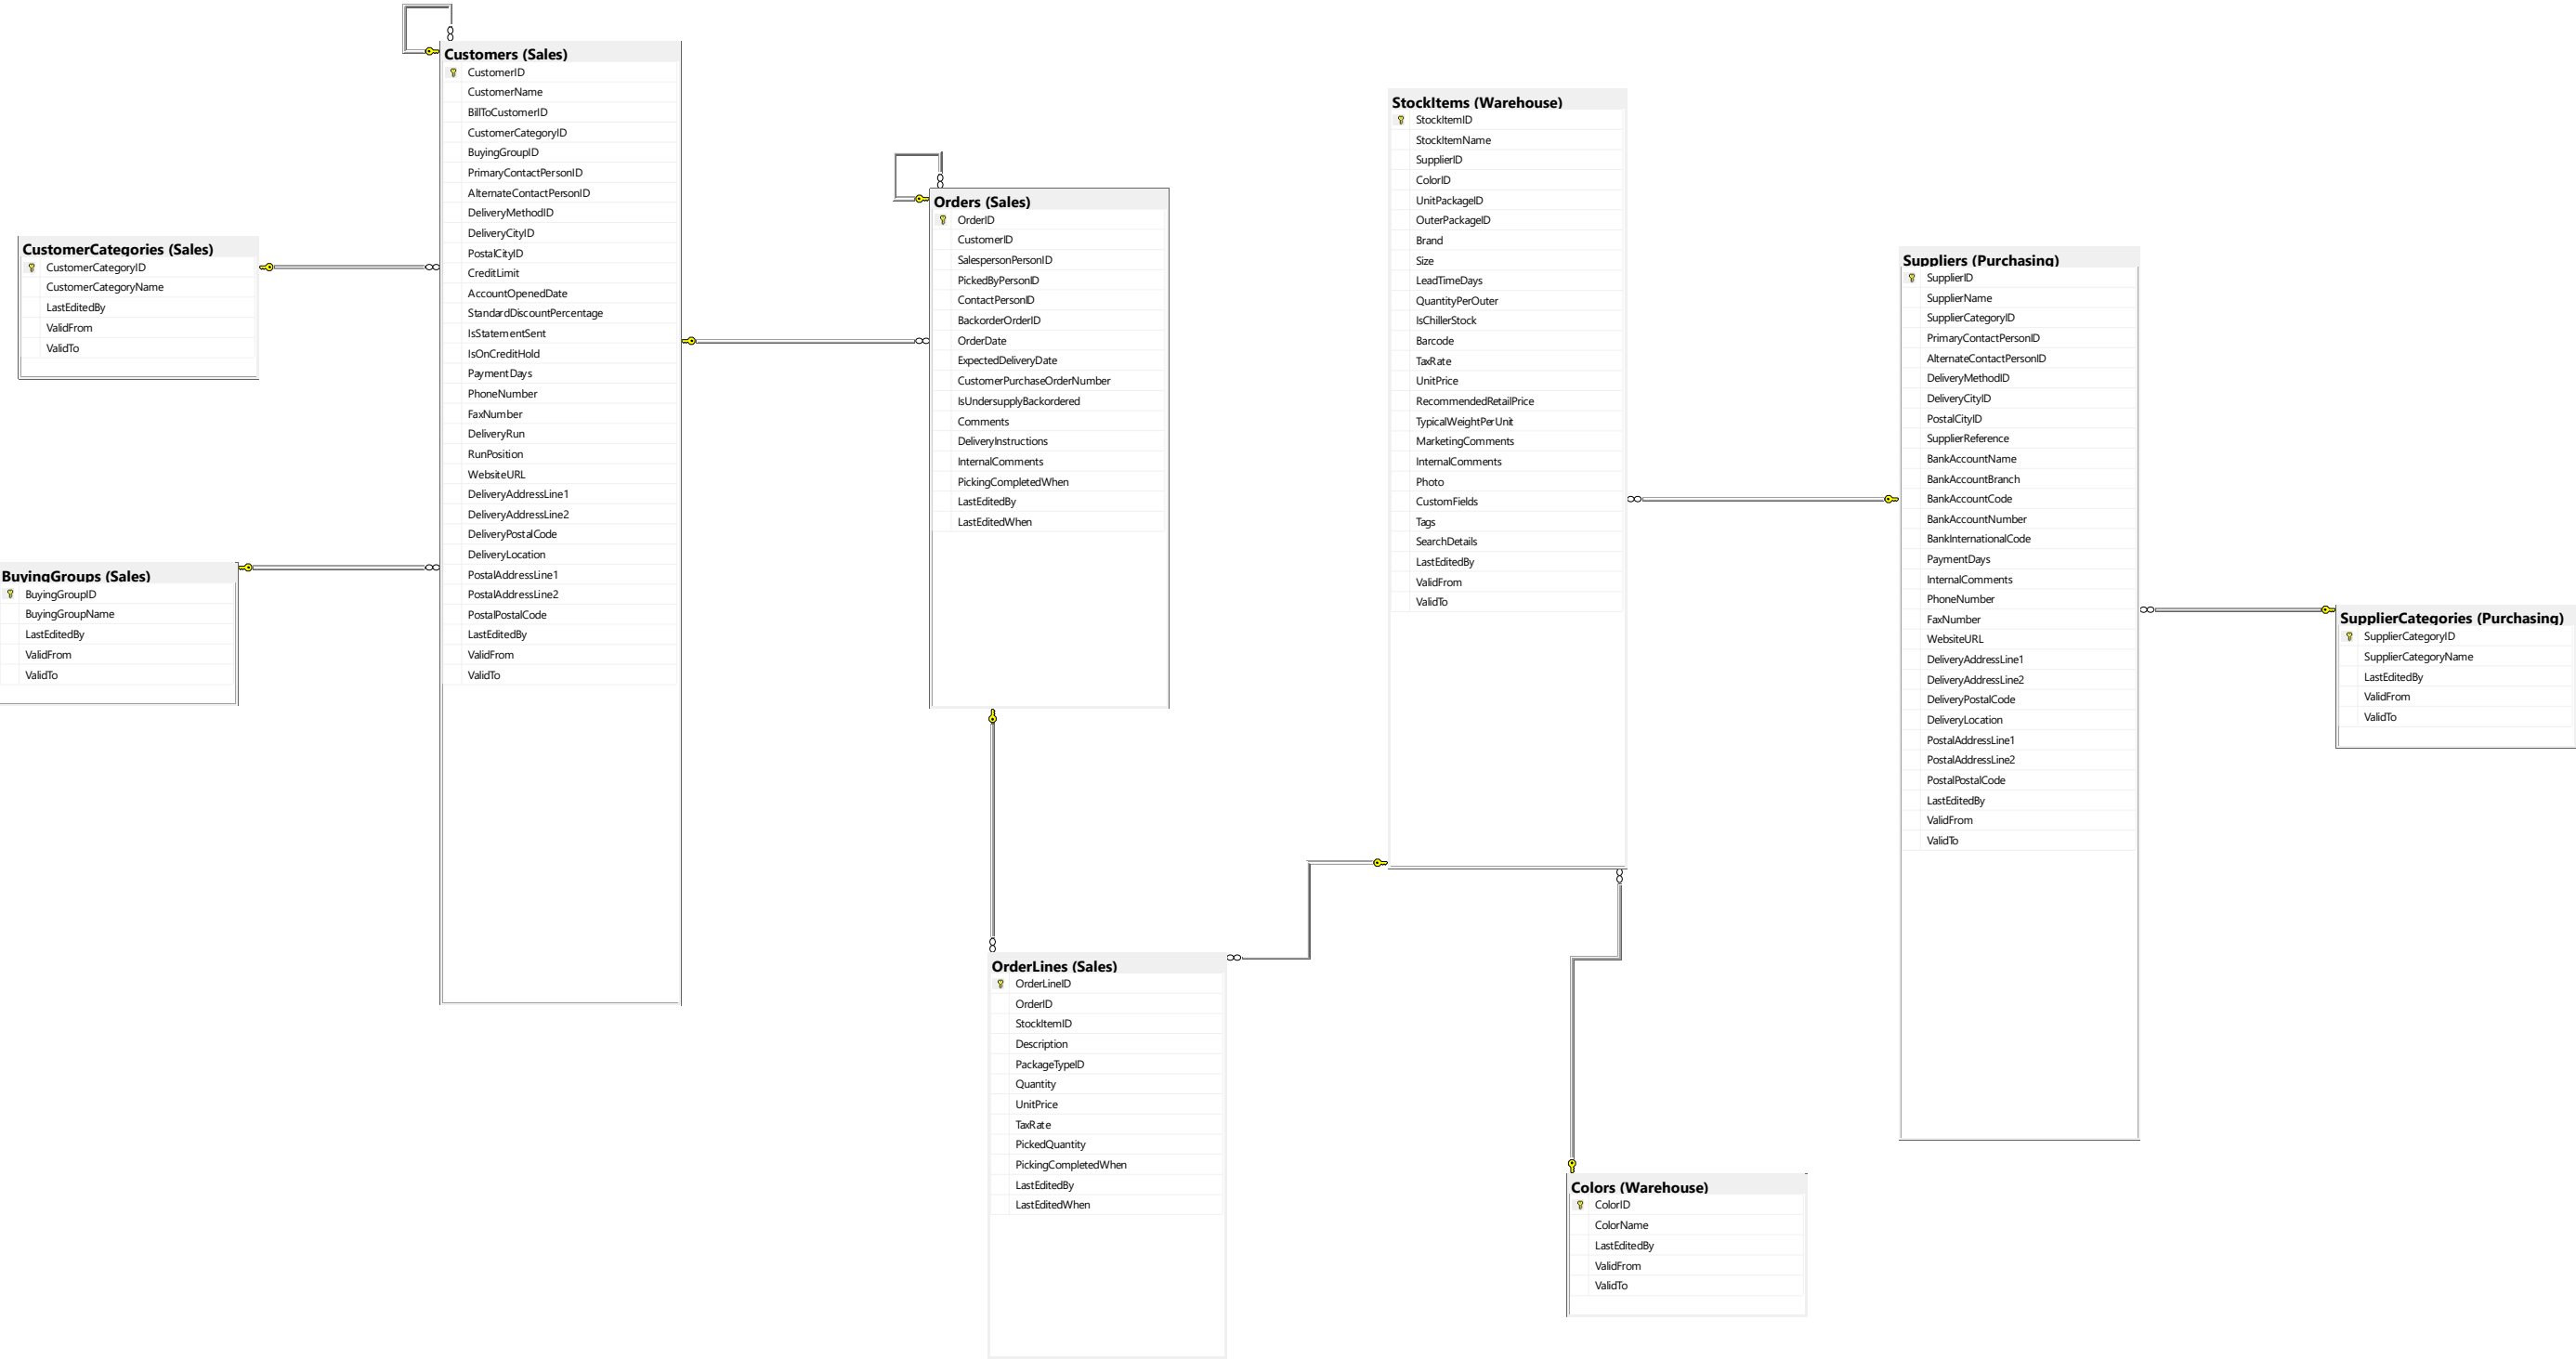 Customers (Sales)
CustomerID
CustomerName
BillToCustomerID
CustomerCategoryID
BuyingGroupID
PrimaryContactPersonID
AlternateContactPersonID
DeliveryMethodID
DeliveryCityID
PostalCityID
CreditLimit
AccountOpenedDate
StandardDiscountPercentage
IsStatementSent
IsOnCreditHold
PaymentDays
PhoneNumber
FaxNumber
DeliveryRun
RunPosition
WebsiteURL
DeliveryAddressLine1
DeliveryAddressLine2
DeliveryPostalCode
DeliveryLocation
PostalAddressLine1
PostalAddressLine2
PostalPostalCode
LastEditedBy
ValidFrom
ValidTo
CustomerCategories (Sales)
CustomerCategoryID
CustomerCategoryName
LastEditedBy
ValidFrom
ValidTo
BuyingGroups (Sales)
BuyingGroupID
BuyingGroupName
LastEditedBy
ValidFrom
ValidTo
Orders (Sales)
OrderID
CustomerID
SalespersonPersonID
PickedByPersonID
ContactPersonID
BackorderOrderID
OrderDate
ExpectedDeliveryDate
CustomerPurchaseOrderNumber
IsUndersupplyBackordered
Comments
DeliveryInstructions
InternalComments
PickingCompletedWhen
LastEditedBy
LastEditedWhen
OrderLines (Sales)
OrderLineID
OrderID
StockItemID
Description
PackageTypeID
Quantity
UnitPrice
TaxRate
PickedQuantity
PickingCompletedWhen
LastEditedBy
LastEditedWhen
StockItems (Warehouse)
StockItemID
StockItemName
SupplierID
ColorID
UnitPackageID
OuterPackageID
Brand
Size
LeadTimeDays
QuantityPerOuter
IsChillerStock
Barcode
TaxRate
UnitPrice
RecommendedRetailPrice
TypicalWeightPerUnit
MarketingComments
InternalComments
Photo
CustomFields
Tags
SearchDetails
LastEditedBy
ValidFrom
ValidTo
Colors (Warehouse)
ColorID
ColorName
LastEditedBy
ValidFrom
ValidTo
Suppliers (Purchasing)
SupplierID
SupplierName
SupplierCategoryID
PrimaryContactPersonID
AlternateContactPersonID
DeliveryMethodID
DeliveryCityID
PostalCityID
SupplierReference
BankAccountName
BankAccountBranch
BankAccountCode
BankAccountNumber
BankInternationalCode
PaymentDays
InternalComments
PhoneNumber
FaxNumber
WebsiteURL
DeliveryAddressLine1
DeliveryAddressLine2
DeliveryPostalCode
DeliveryLocation
PostalAddressLine1
PostalAddressLine2
PostalPostalCode
LastEditedBy
ValidFrom
ValidTo
SupplierCategories (Purchasing)
SupplierCategoryID
SupplierCategoryName
LastEditedBy
ValidFrom
ValidTo